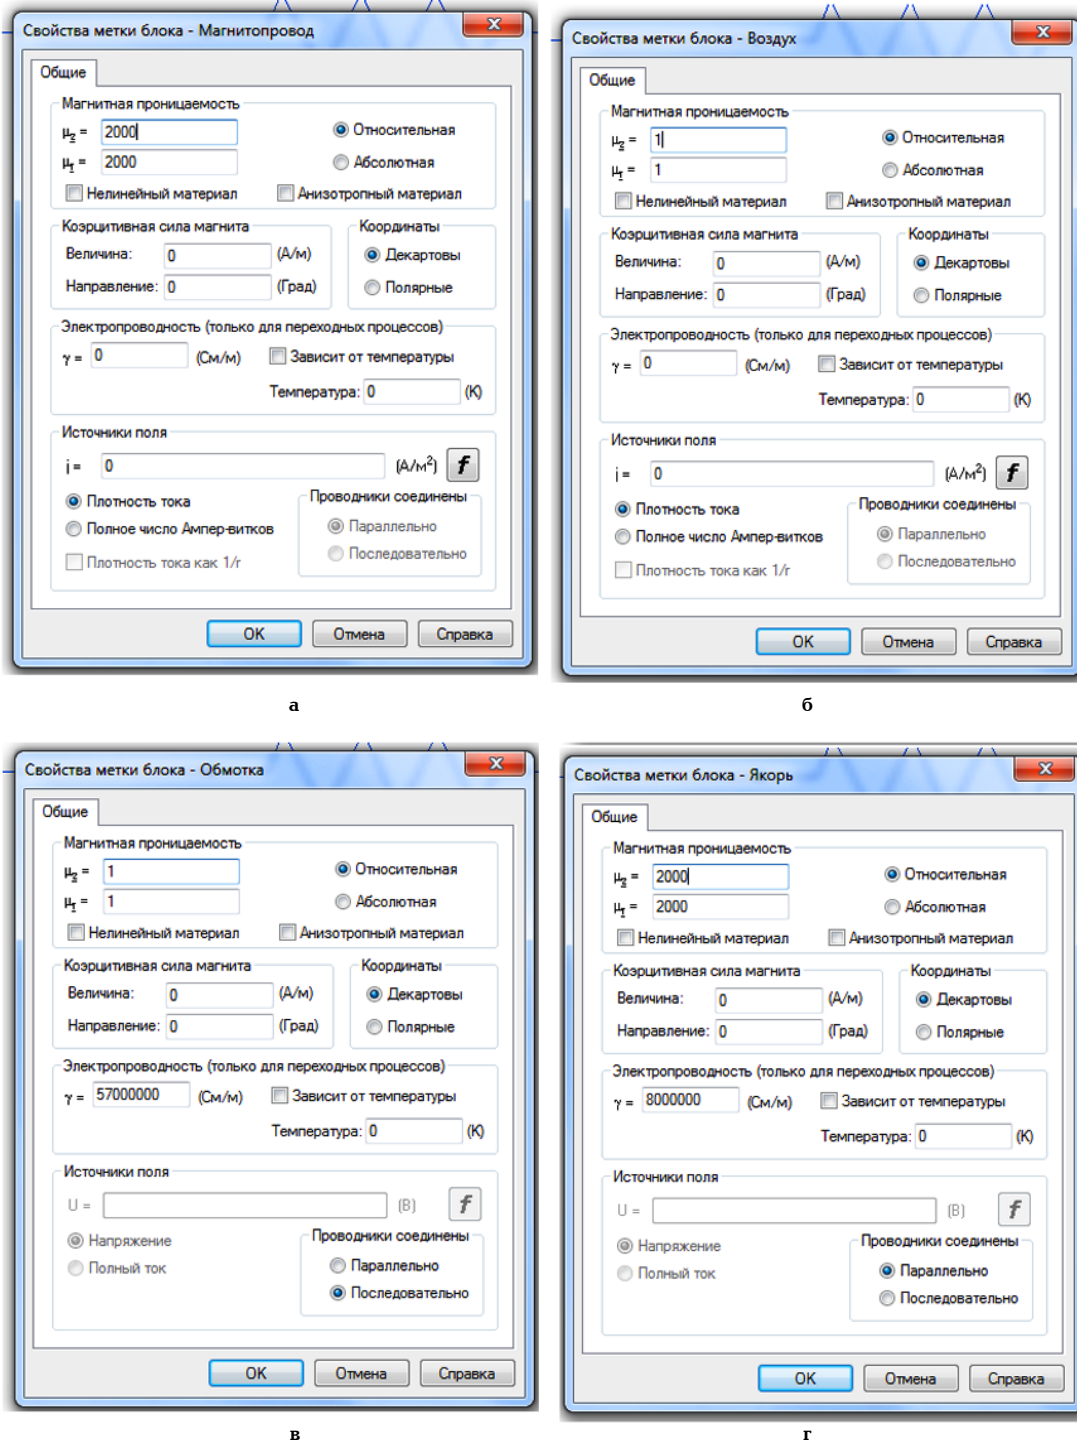 Свойства метки блока - Магнитопровод
Общие
Магнитная проницаемость
μz = 2000 Относительная
μr = 2000 Абсолютная
Нелинейный материал Анизотропный материал
Коэрцитивная сила магнита Координаты
Величина: 0 (А/м) Декартовы
Направление: 0 (Град) Полярные
Электропроводность (только для переходных процессов)
γ = 0 (См/м) Зависит от температуры
Температура: 0 (K)
Источники поля
j = 0 (А/м²) f
Плотность тока Проводники соединены
Полное число Ампер-витков Параллельно
Плотность тока как 1/r Последовательно
OK Отмена Справка
а
Свойства метки блока - Воздух
Общие
Магнитная проницаемость
μz = 1 Относительная
μr = 1 Абсолютная
Нелинейный материал Анизотропный материал
Коэрцитивная сила магнита Координаты
Величина: 0 (А/м) Декартовы
Направление: 0 (Град) Полярные
Электропроводность (только для переходных процессов)
γ = 0 (См/м) Зависит от температуры
Температура: 0 (K)
Источники поля
j = 0 (А/м²) f
Плотность тока Проводники соединены
Полное число Ампер-витков Параллельно
Плотность тока как 1/r Последовательно
OK Отмена Справка
б
Свойства метки блока - Обмотка
Общие
Магнитная проницаемость
μz = 1 Относительная
μr = 1 Абсолютная
Нелинейный материал Анизотропный материал
Коэрцитивная сила магнита Координаты
Величина: 0 (А/м) Декартовы
Направление: 0 (Град) Полярные
Электропроводность (только для переходных процессов)
γ = 57000000 (См/м) Зависит от температуры
Температура: 0 (K)
Источники поля
U = (В) f
Напряжение Проводники соединены
Полный ток Параллельно
Последовательно
OK Отмена Справка
в
Свойства метки блока - Якорь
Общие
Магнитная проницаемость
μz = 2000 Относительная
μr = 2000 Абсолютная
Нелинейный материал Анизотропный материал
Коэрцитивная сила магнита Координаты
Величина: 0 (А/м) Декартовы
Направление: 0 (Град) Полярные
Электропроводность (только для переходных процессов)
γ = 8000000 (См/м) Зависит от температуры
Температура: 0 (K)
Источники поля
U = (В) f
Напряжение Проводники соединены
Полный ток Параллельно
Последовательно
OK Отмена Справка
г